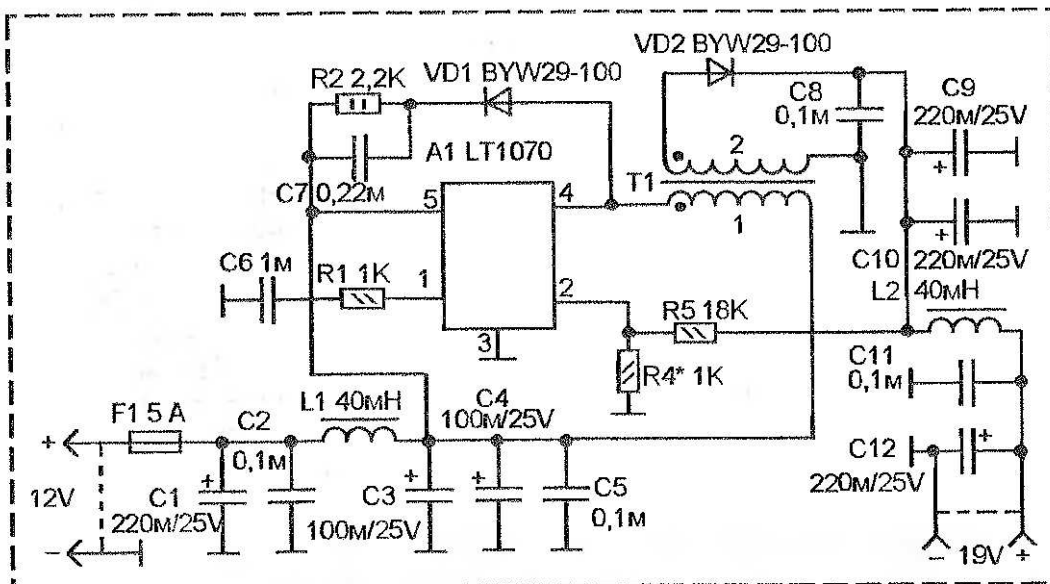 VD2 BYW29-100
R2 2,2K
VD1 BYW29-100
C8
0,1м
C9
220м/25V
+
A1 LT1070
2
T1
C7 0,22м
5
4
1
+
C10
220м/25V
C6 1м
R1 1K
1
2
L2 40мН
R5 18K
3
C11
0,1м
R4* 1K
F1 5 A
C2
L1 40мН
C4
100м/25V
+
0,1м
C12
+
12V
C1
+
C3
+
+
C5
220м/25V
220м/25V
100м/25V
0,1м
−
− 19V +